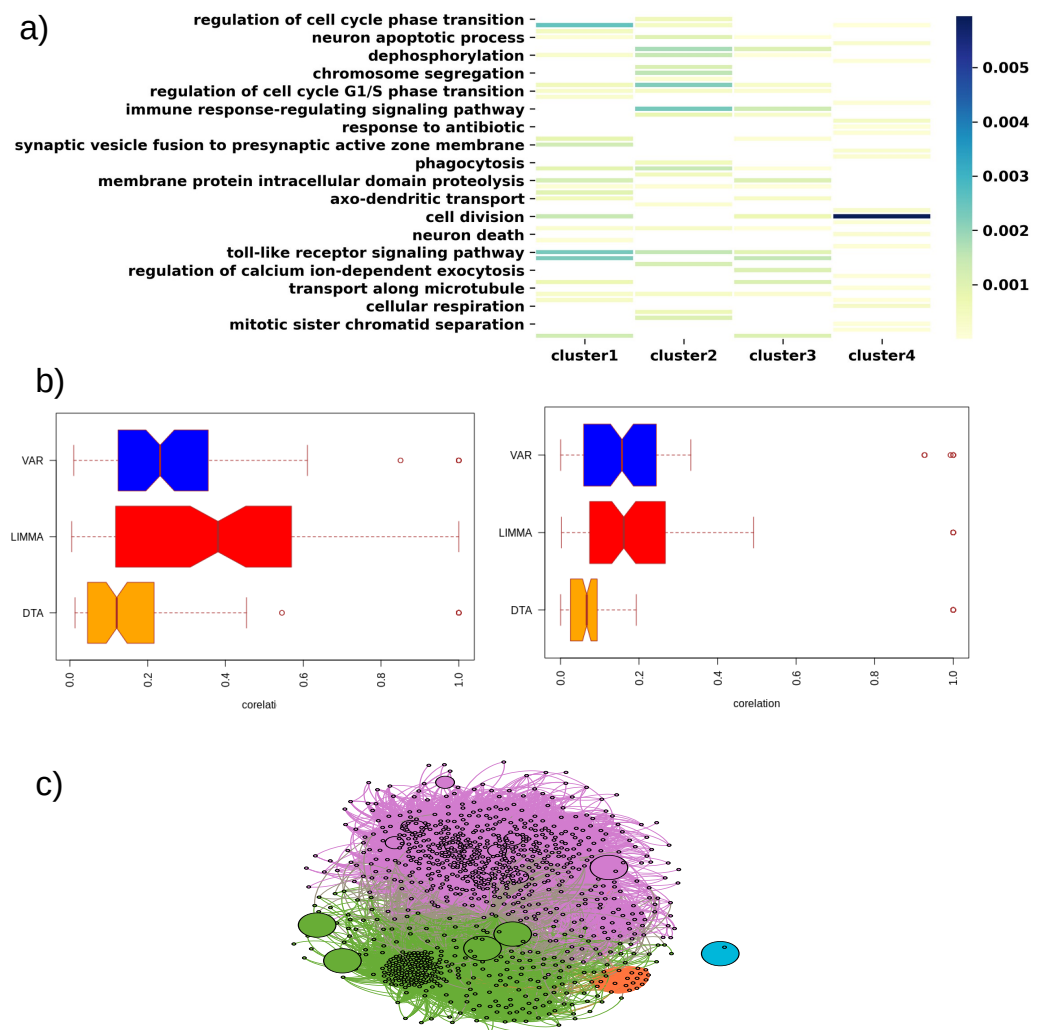 a)
regulation of cell cycle phase transition
neuron apoptotic process
dephosphorylation
chromosome segregation
regulation of cell cycle G1/S phase transition
immune response-regulating signaling pathway
response to antibiotic
synaptic vesicle fusion to presynaptic active zone membrane
phagocytosis
membrane protein intracellular domain proteolysis
axo-dendritic transport
cell division
neuron death
toll-like receptor signaling pathway
regulation of calcium ion-dependent exocytosis
transport along microtubule
cellular respiration
mitotic sister chromatid separation
cluster1 cluster2 cluster3 cluster4
0.005
0.004
0.003
0.002
0.001
b)
VAR
LIMMA
DTA
0.0 0.2 0.4 0.6 0.8 1.0
corelati
VAR
LIMMA
DTA
0.0 0.2 0.4 0.6 0.8 1.0
corelation
c)